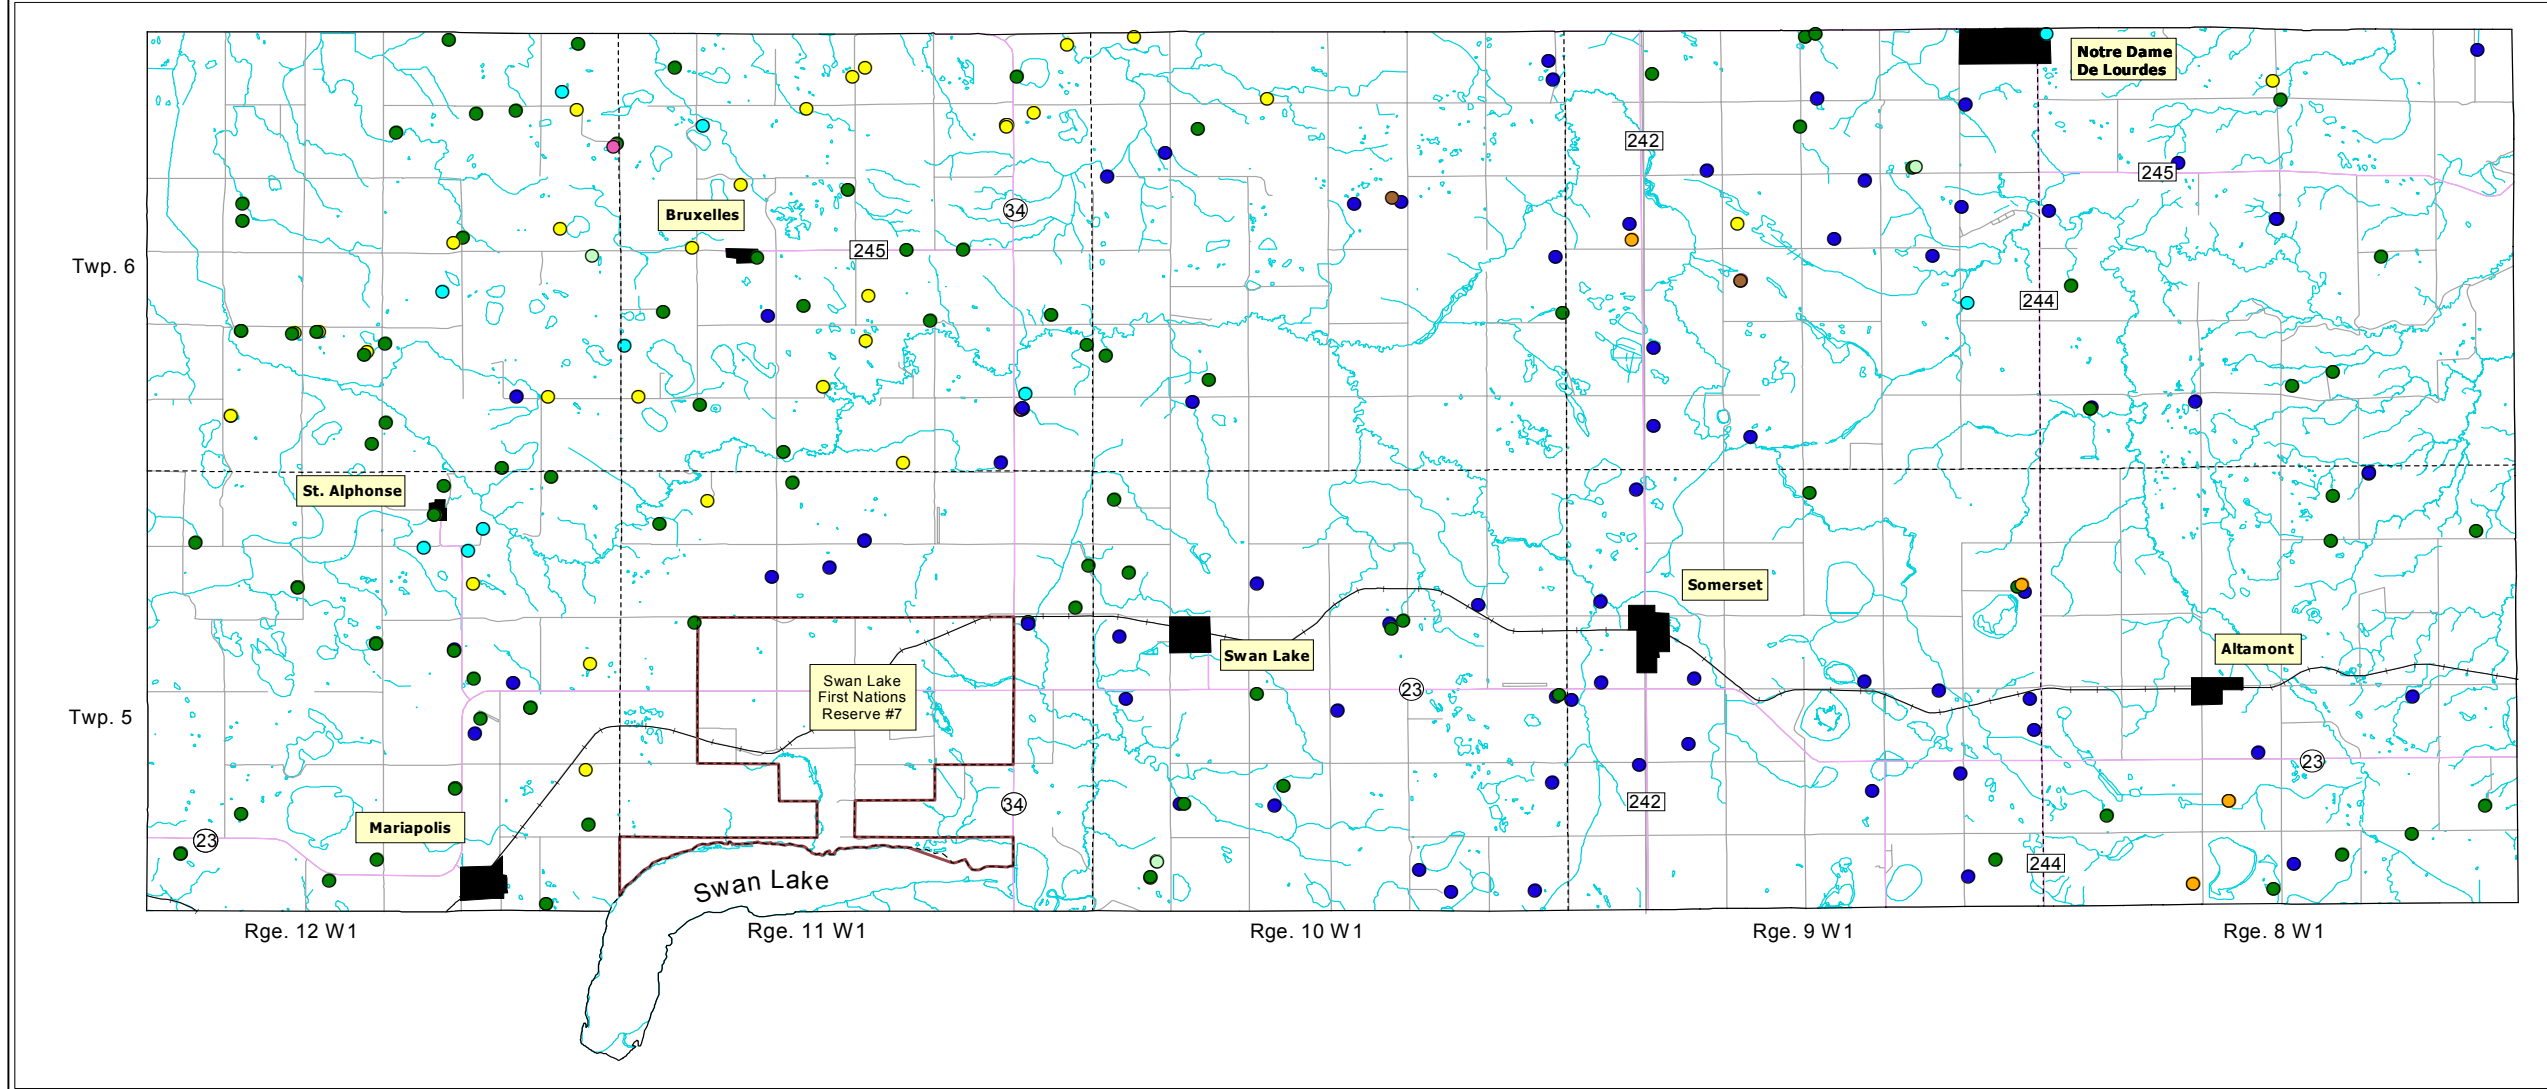 Notre Dame
De Lourdes
242
245
34
Bruxelles
245
Twp. 6
244
St. Alphonse
Somerset
Swan Lake
Altamont
Swan Lake
First Nations
Reserve #7
23
Twp. 5
23
34
242
Mariapolis
23
244
Swan Lake
Rge. 12 W1
Rge. 11 W1
Rge. 10 W1
Rge. 9 W1
Rge. 8 W1